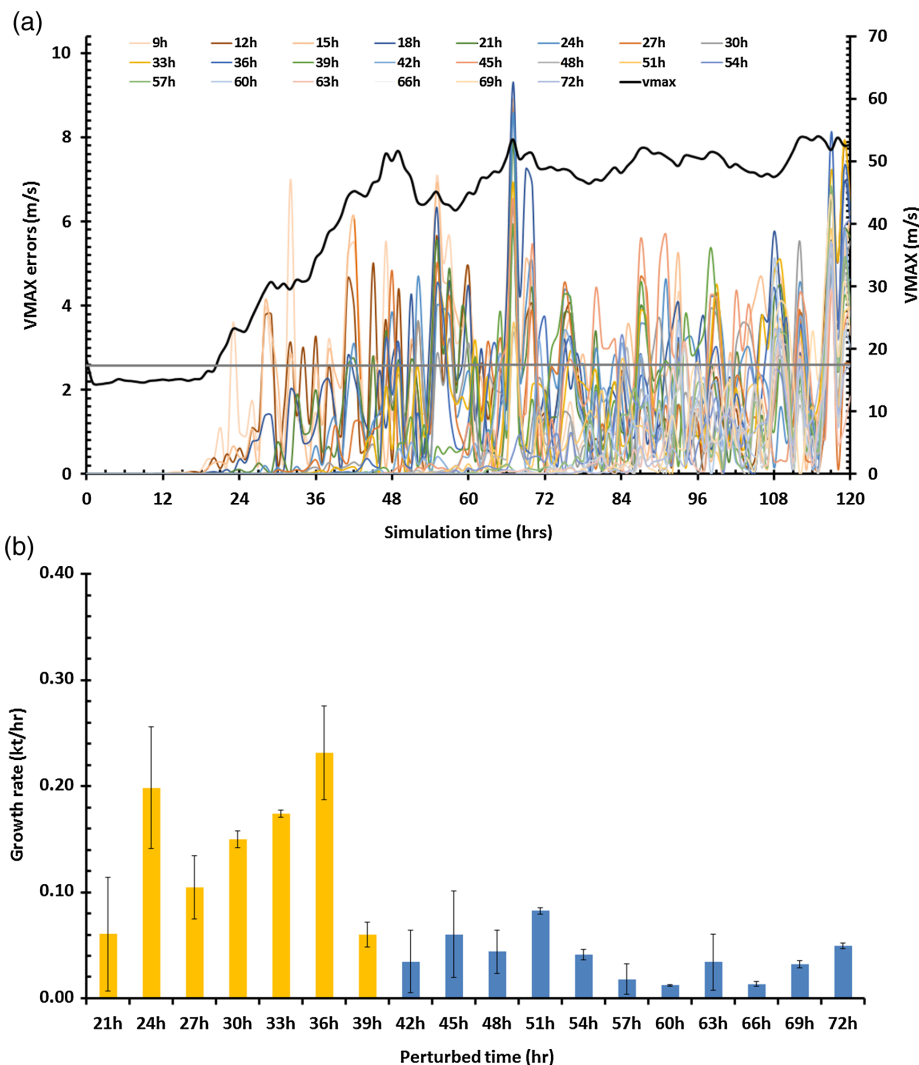 (a)
9h 12h 15h 18h 21h 24h 27h 30h
33h 36h 39h 42h 45h 48h 51h 54h
57h 60h 63h 66h 69h 72h vmax
VMAX errors (m/s)
10
8
6
4
2
0
VMAX (m/s)
70
60
50
40
30
20
10
0
0 12 24 36 48 60 72 84 96 108 120
Simulation time (hrs)
(b)
Growth rate (kt/hr)
0.40
0.30
0.20
0.10
0.00
21h 24h 27h 30h 33h 36h 39h 42h 45h 48h 51h 54h 57h 60h 63h 66h 69h 72h
Perturbed time (hr)